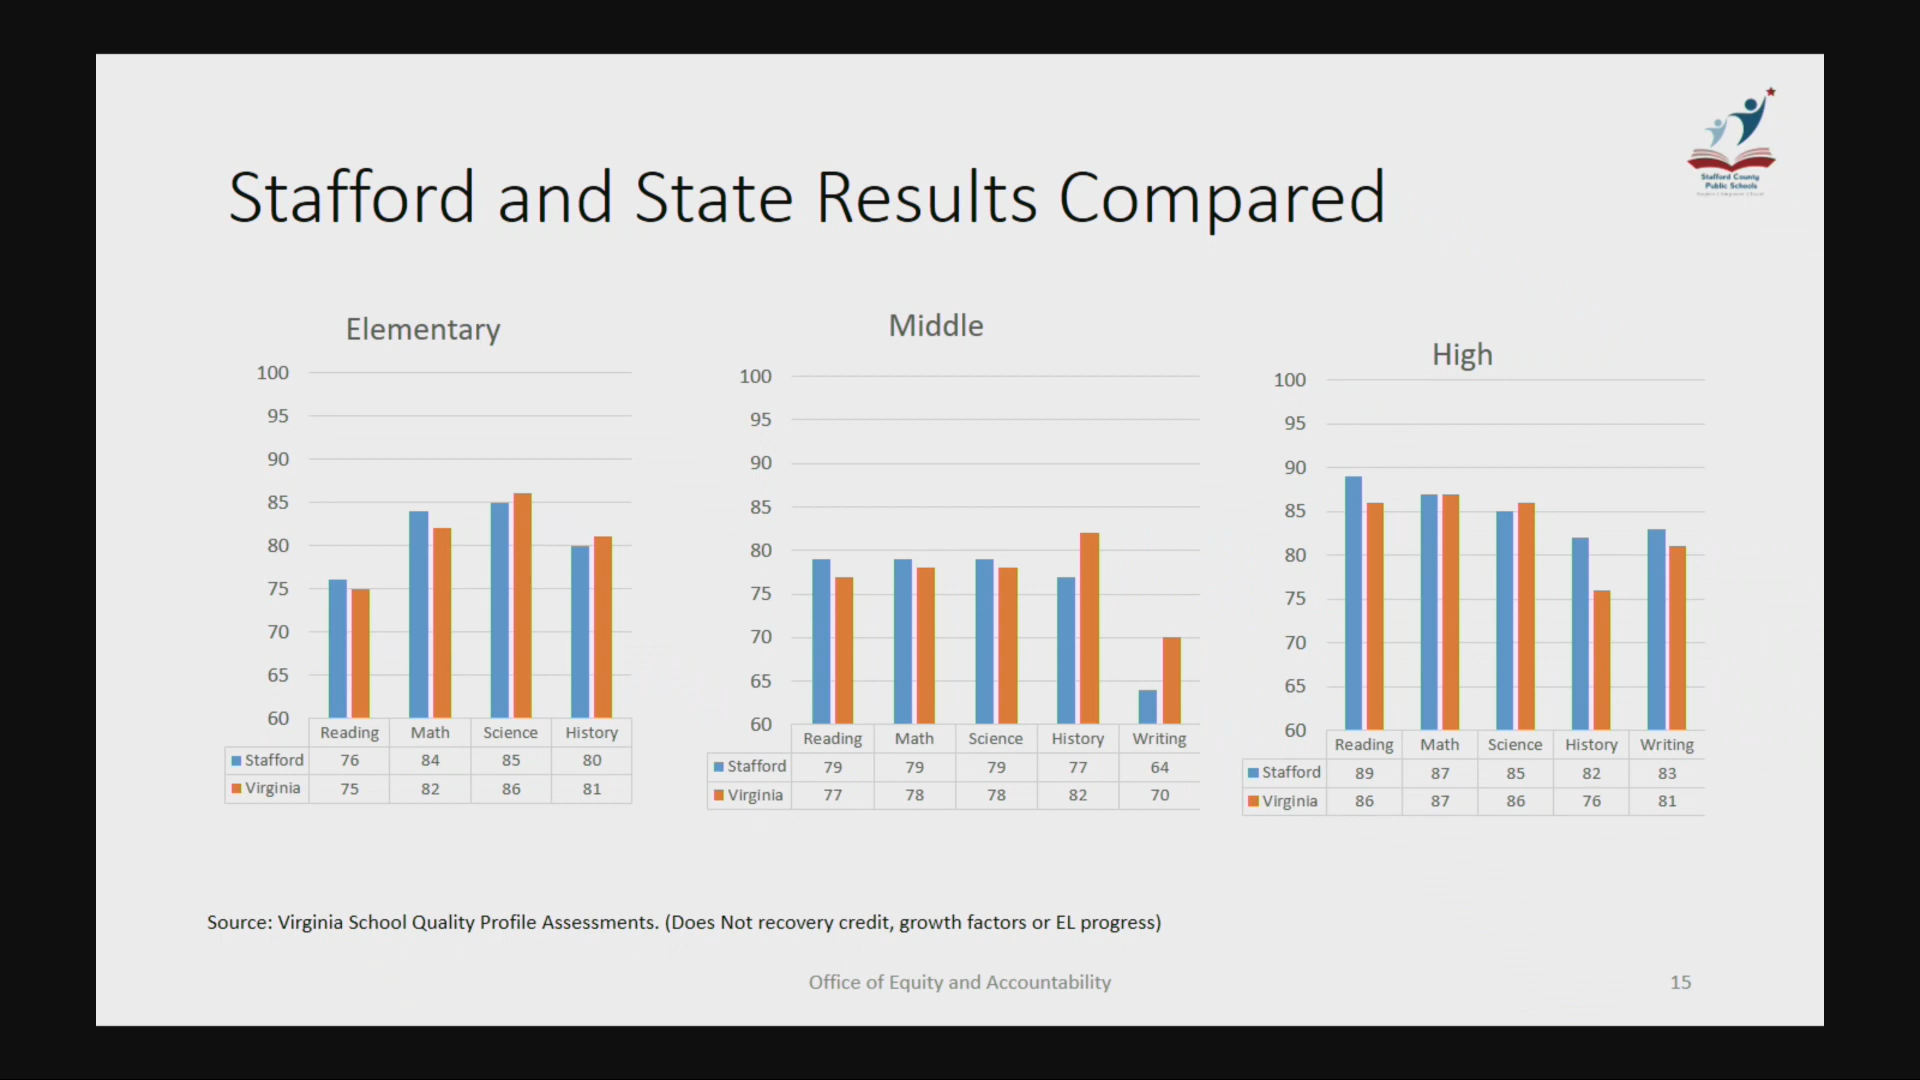 Stafford County
Public Schools
Stafford and State Results Compared
Elementary
100
95
90
85
80
75
70
65
60
Reading Math Science History
Stafford 76 84 85 80
Virginia 75 82 86 81
Middle
100
95
90
85
80
75
70
65
60
Reading Math Science History Writing
Stafford 79 79 79 77 64
Virginia 77 78 78 82 70
High
100
95
90
85
80
75
70
65
60
Reading Math Science History Writing
Stafford 89 87 85 82 83
Virginia 86 87 86 76 81
Source: Virginia School Quality Profile Assessments. (Does Not recovery credit, growth factors or EL progress)
Office of Equity and Accountability
15